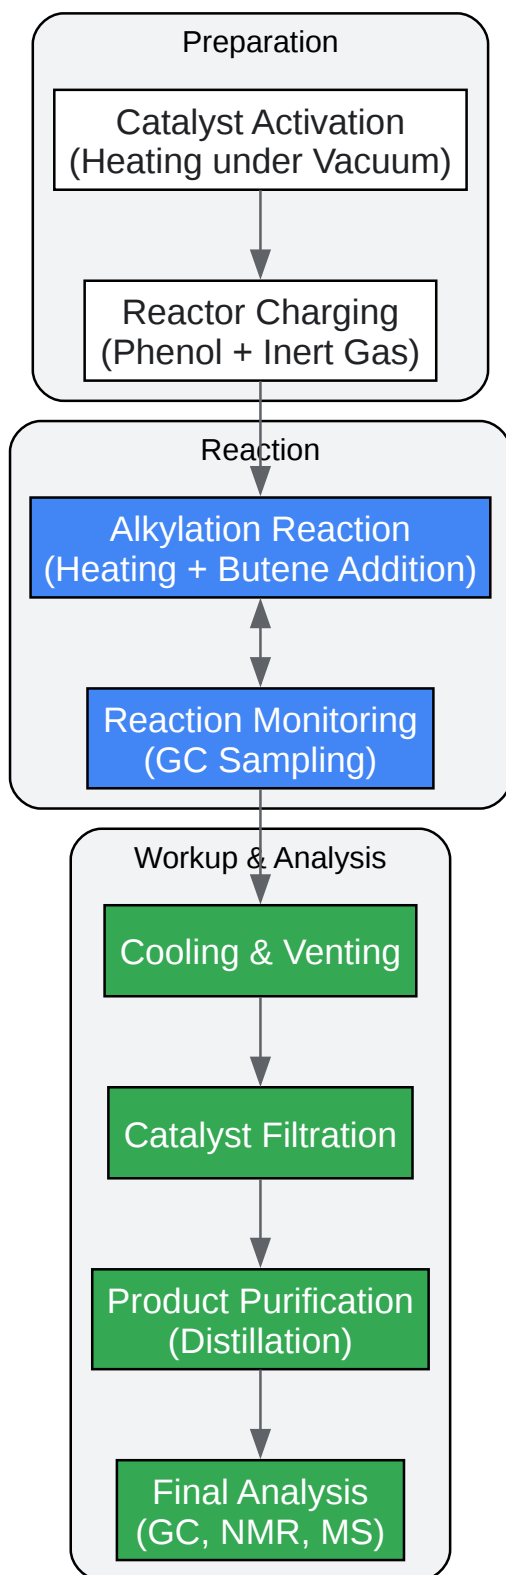 Preparation
Catalyst Activation
(Heating under Vacuum)
Reactor Charging
(Phenol + Inert Gas)
Reaction
Alkylation Reaction
(Heating + Butene Addition)
Reaction Monitoring
(GC Sampling)
Workup & Analysis
Cooling & Venting
Catalyst Filtration
Product Purification
(Distillation)
Final Analysis
(GC, NMR, MS)